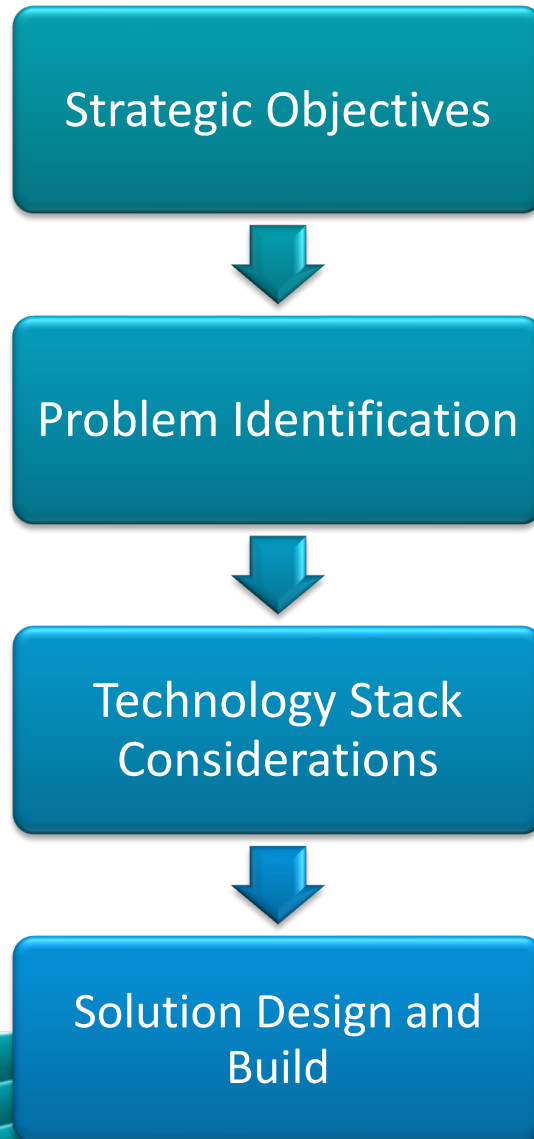 Strategic Objectives
Problem Identification
Technology Stack
Considerations
Solution Design and
Build